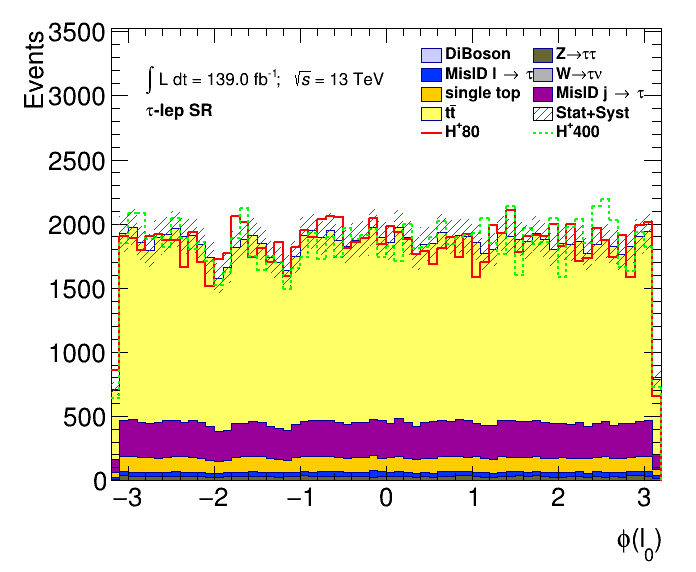 Events
3500
3000
2500
2000
1500
1000
500
0
∫ L dt = 139.0 fb⁻¹; √s = 13 TeV
τ-lep SR
DiBoson
Z→ττ
MisID l → τ
W→τν
single top
MisID j → τ
tt̄
Stat+Syst
H⁺80
H⁺400
−3 −2 −1 0 1 2 3
ϕ(l₀)